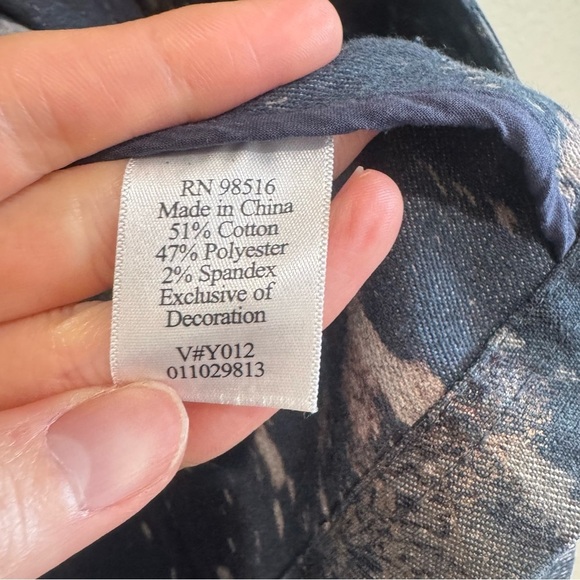 RN 98516
Made in China
51% Cotton
47% Polyester
2% Spandex
Exclusive of
Decoration
V#Y012
011029813